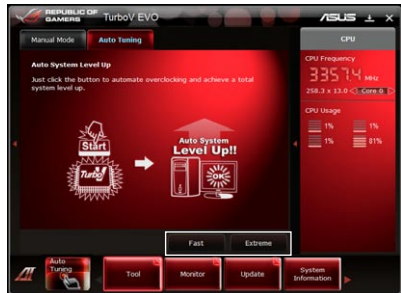 REPUBLIC OF
GAMERS
TurboV EVO
ASUS
Manual Mode
Auto Tuning
CPU
Auto System Level Up
Just click the button to automate overclocking and achieve a total
system level up.
CPU Frequency
3357.4 MHz
258.3 x 13.0 Core 0
CPU Usage
1% 1%
1% 81%
Start
TurboV
Auto System
Level Up!!
Fast
Extreme
Auto
Tuning
Tool
Monitor
Update
System
Information